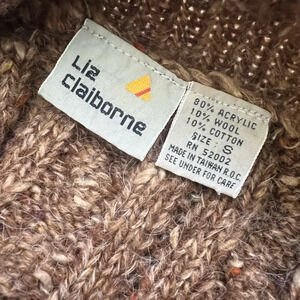 Liz
claiborne
80% ACRYLIC
10% WOOL
10% COTTON
SIZE: S
RN 52002
MADE IN TAIWAN R.O.C.
SEE UNDER FOR CARE